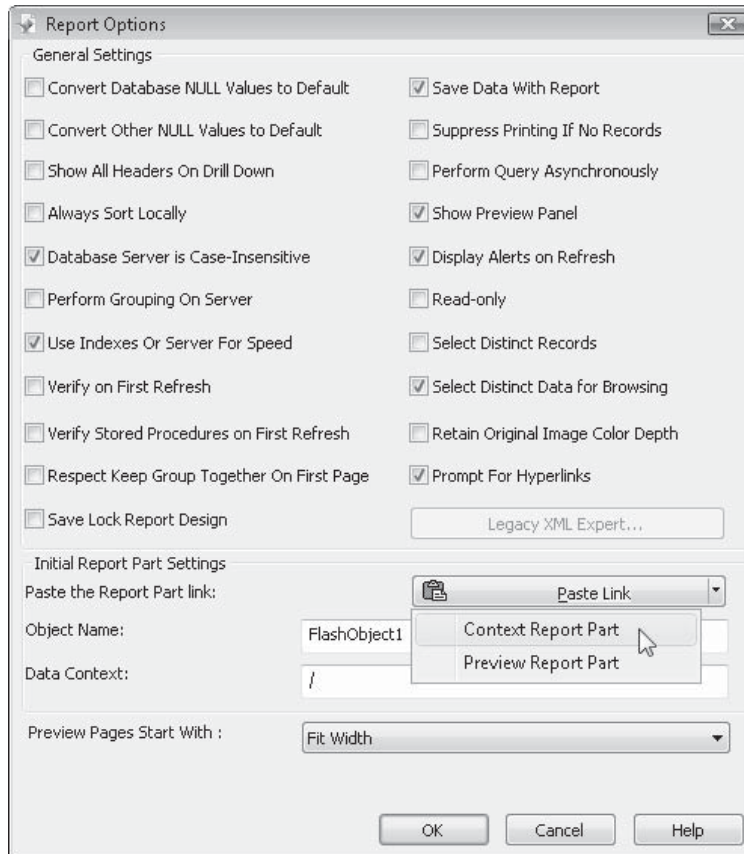 Report Options
General Settings
Convert Database NULL Values to Default
Save Data With Report
Convert Other NULL Values to Default
Suppress Printing If No Records
Show All Headers On Drill Down
Perform Query Asynchronously
Always Sort Locally
Show Preview Panel
Database Server is Case-Insensitive
Display Alerts on Refresh
Perform Grouping On Server
Read-only
Use Indexes Or Server For Speed
Select Distinct Records
Verify on First Refresh
Select Distinct Data for Browsing
Verify Stored Procedures on First Refresh
Retain Original Image Color Depth
Respect Keep Group Together On First Page
Prompt For Hyperlinks
Save Lock Report Design
Legacy XML Expert...
Initial Report Part Settings
Paste the Report Part link:
Paste Link
Object Name:
FlashObject1
Context Report Part
Preview Report Part
Data Context:
/
Preview Pages Start With :
Fit Width
OK
Cancel
Help